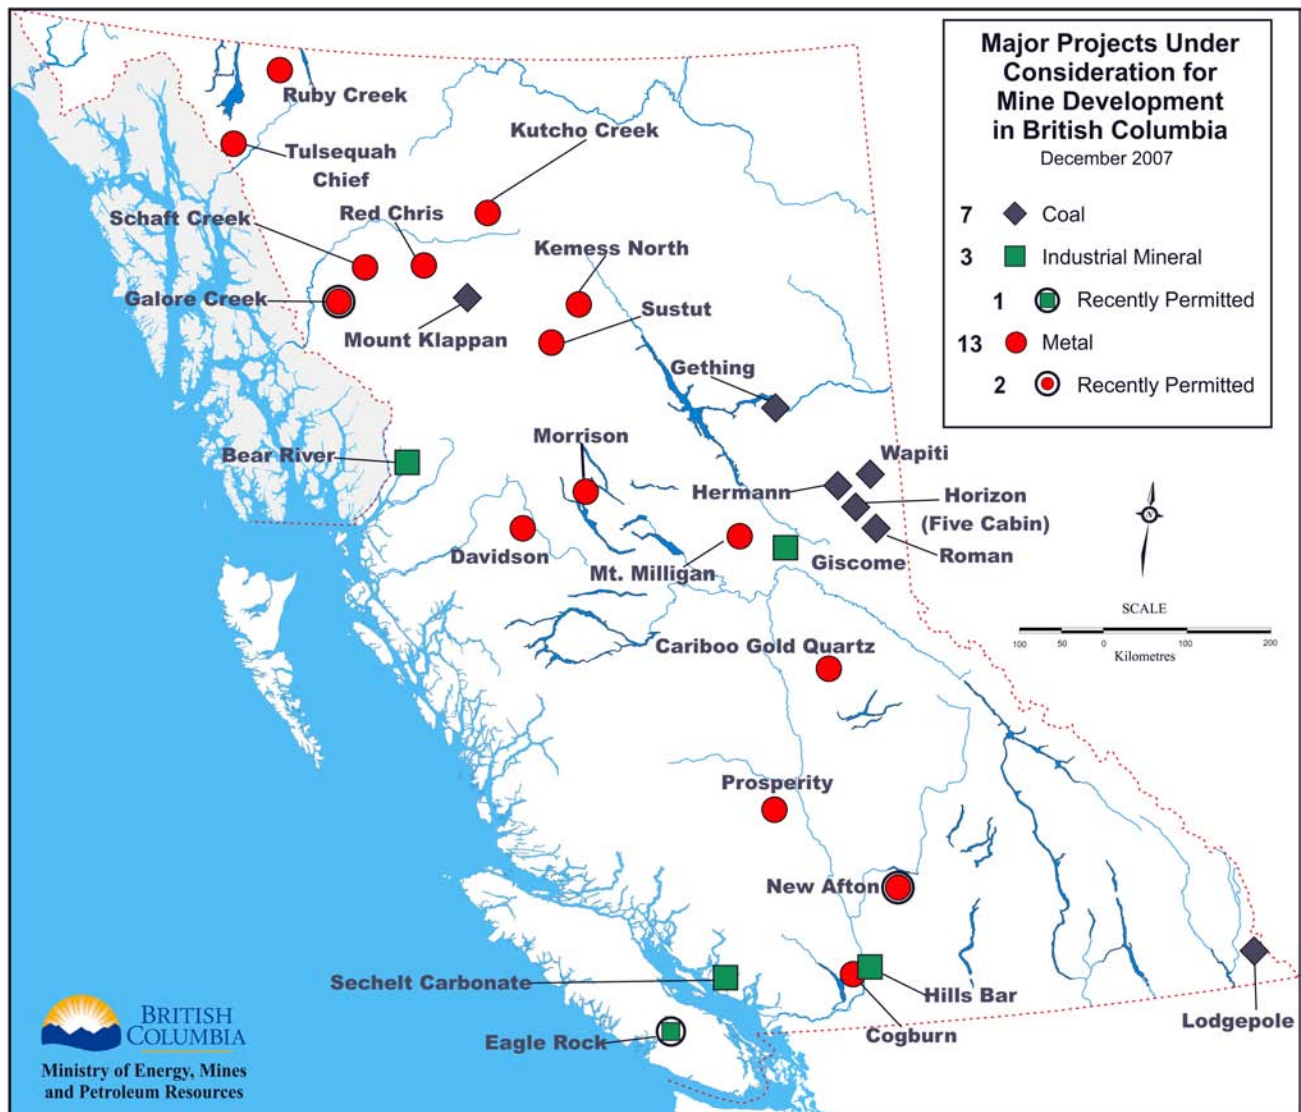 Major Projects Under
Consideration for
Mine Development
in British Columbia
December 2007
7 Coal
3 Industrial Mineral
1 Recently Permitted
13 Metal
2 Recently Permitted
Ruby Creek
Kutcho Creek
Tulsequah
Chief
Red Chris
Schaft Creek
Kemess North
Galore Creek
Sustut
Mount Klappan
Gething
Morrison
Wapiti
Bear River
Hermann
Horizon
(Five Cabin)
Davidson
Roman
Giscome
Mt. Milligan
N
SCALE
100 50 0 100 200
Kilometres
Cariboo Gold Quartz
Prosperity
New Afton
Sechelt Carbonate
Hills Bar
Lodgepole
Cogburn
Eagle Rock
BRITISH
COLUMBIA
Ministry of Energy, Mines
and Petroleum Resources